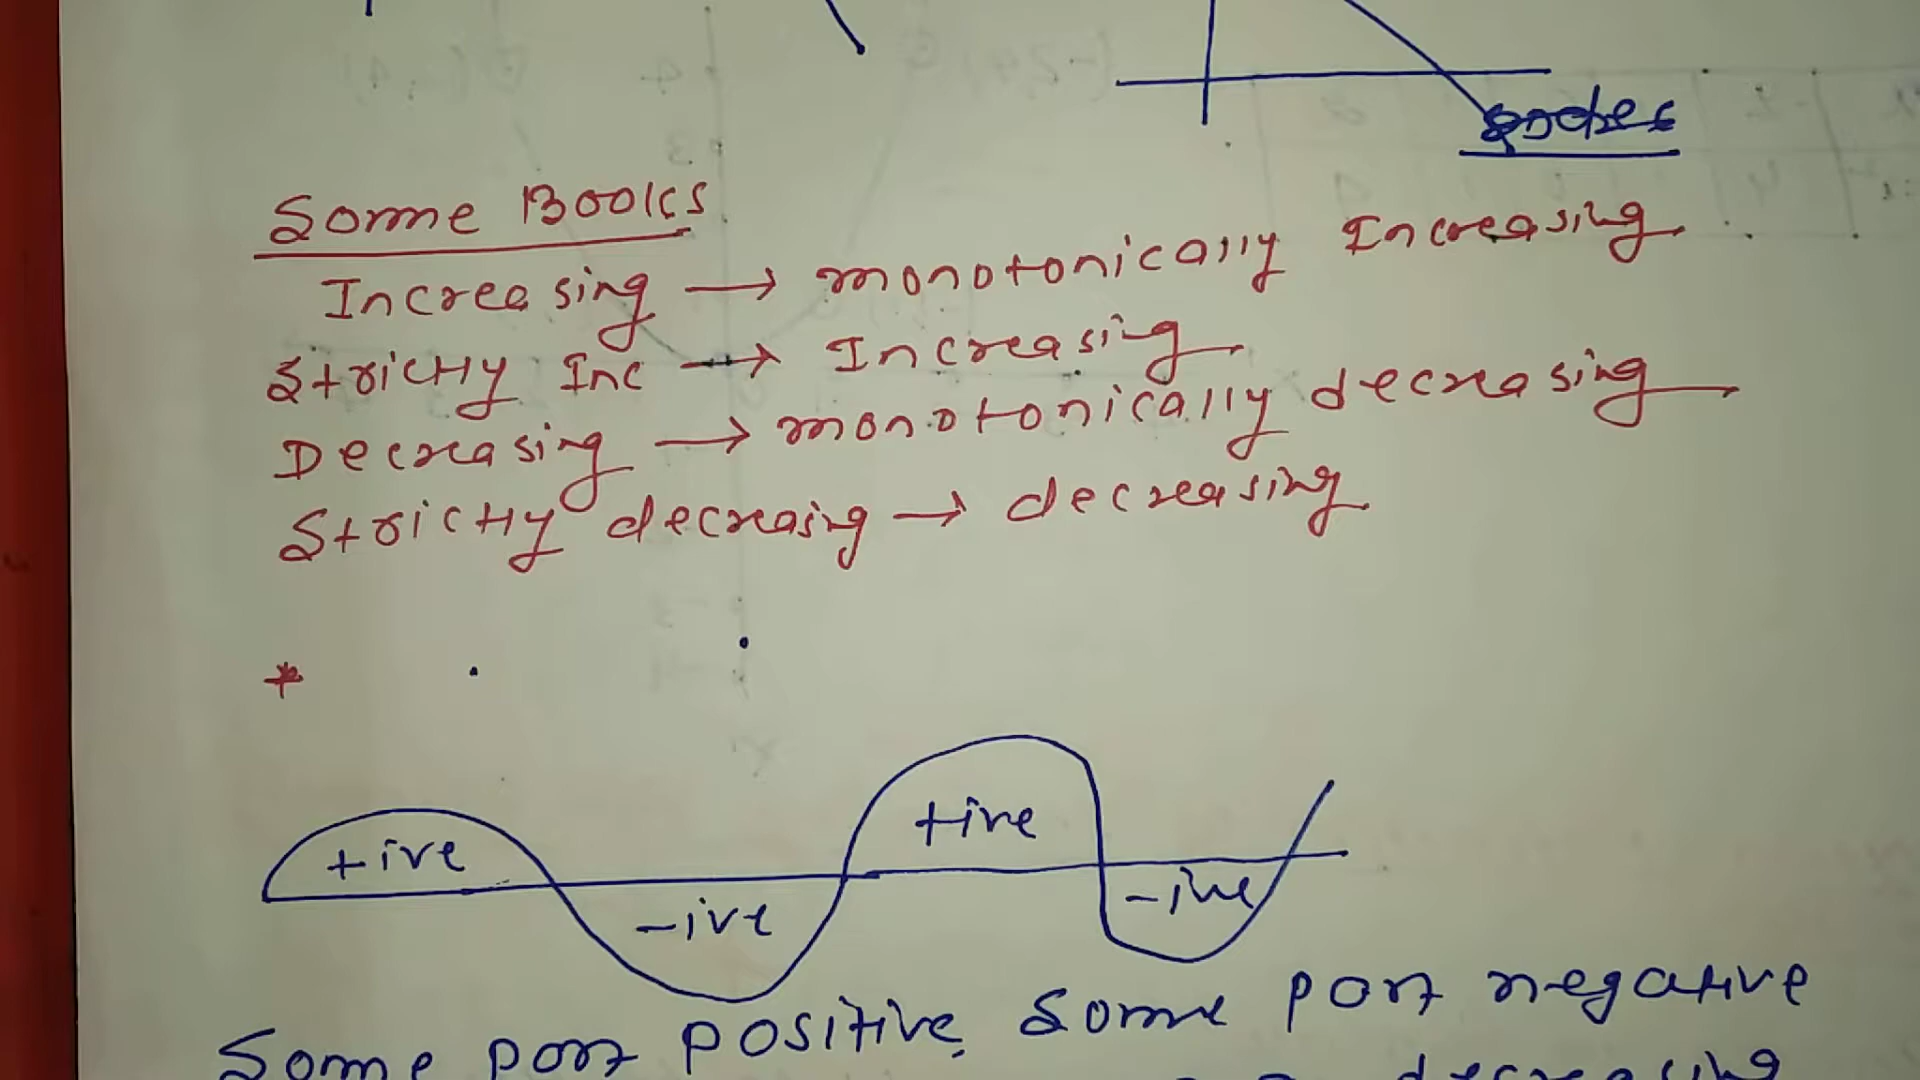 Some Books
Increasing → monotonically Increasing
Strictly Inc → Increasing
Decreasing → monotonically decreasing
Strictly decreaing → decreasing
*
+ive
-ive
+ive
-ive
Some part positive, Some part negative
decreasing